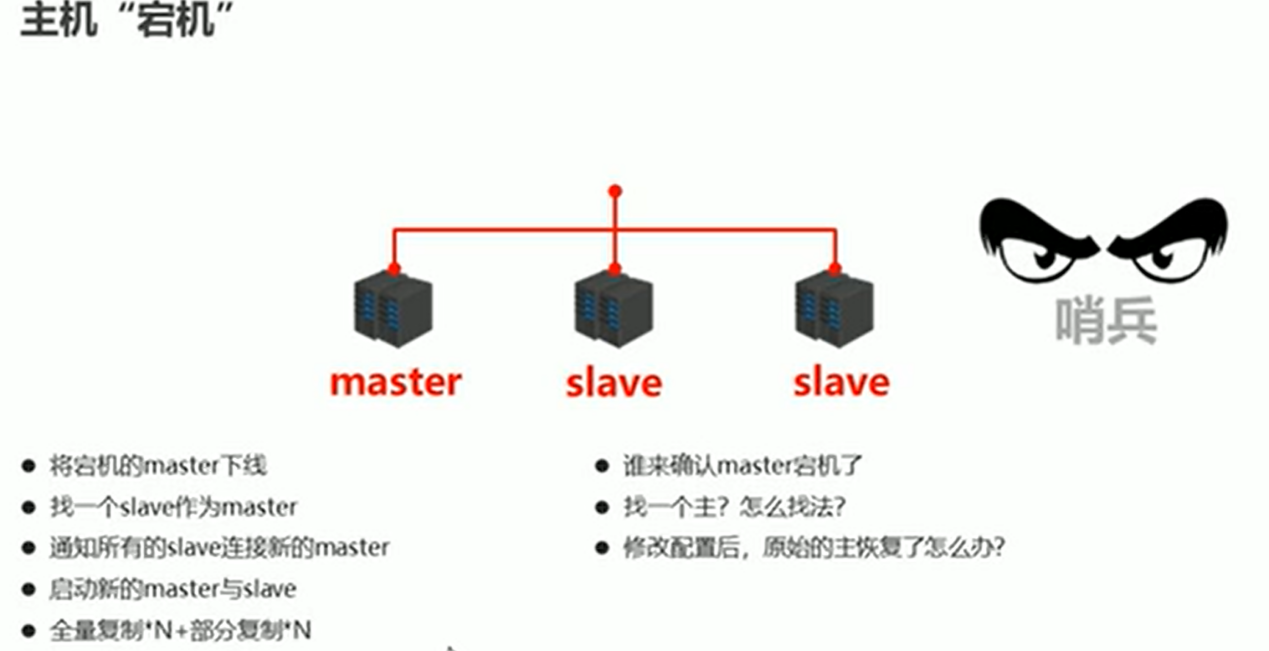 主机“宕机”
哨兵
master
slave
slave
● 将宕机的master下线
● 找一个slave作为master
● 通知所有的slave连接新的master
● 启动新的master与slave
● 全量复制*N+部分复制*N
● 谁来确认master宕机了
● 找一个主？怎么找法？
● 修改配置后，原始的主恢复了怎么办？